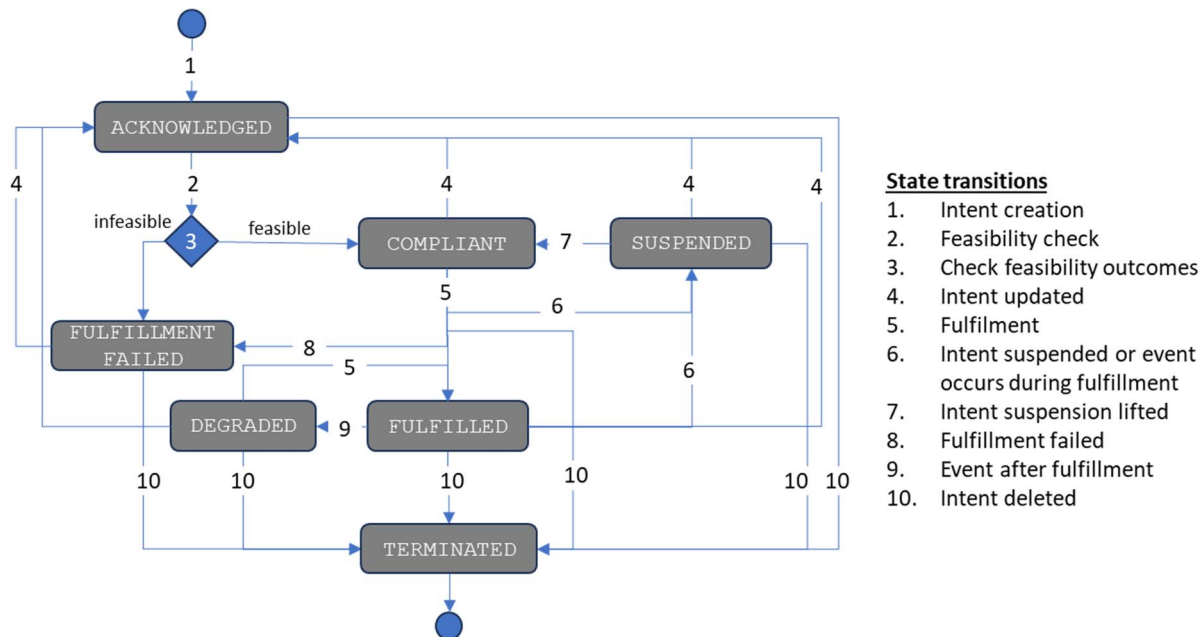 1
ACKNOWLEDGED
4
2
4
4
4
infeasible
3
feasible
COMPLIANT
7
SUSPENDED
5
6
FULFILLMENT
FAILED
8
5
6
DEGRADED
9
FULFILLED
10
10
10
10
10
10
TERMINATED
State transitions
1. Intent creation
2. Feasibility check
3. Check feasibility outcomes
4. Intent updated
5. Fulfilment
6. Intent suspended or event
occurs during fulfillment
7. Intent suspension lifted
8. Fulfillment failed
9. Event after fulfillment
10. Intent deleted